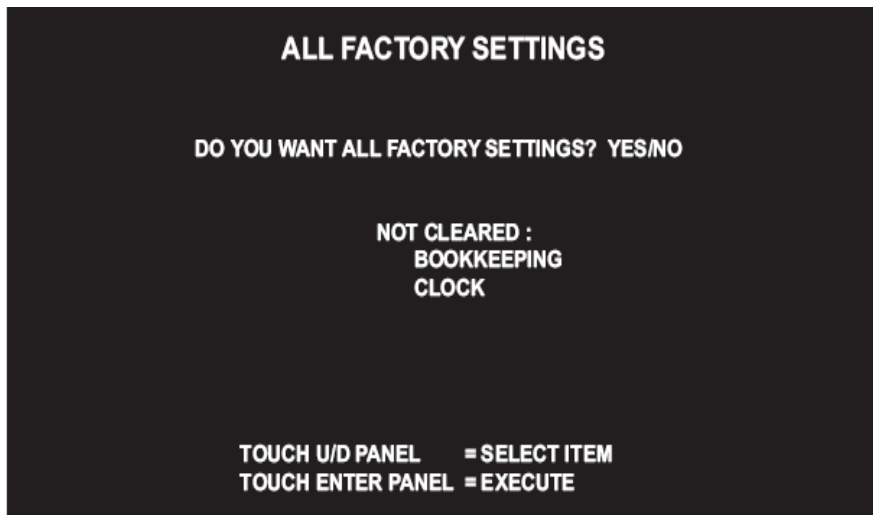 ALL FACTORY SETTINGS
DO YOU WANT ALL FACTORY SETTINGS? YES/NO
NOT CLEARED :
BOOKKEEPING
CLOCK
TOUCH U/D PANEL = SELECT ITEM
TOUCH ENTER PANEL = EXECUTE